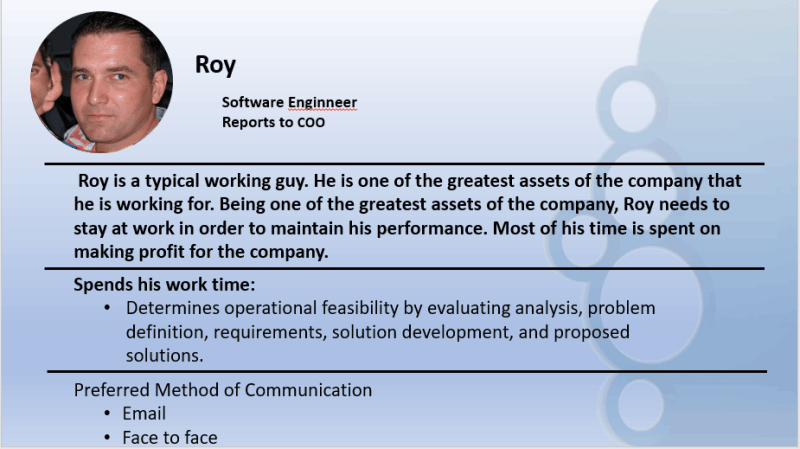 Roy
Software Enginneer
Reports to COO
Roy is a typical working guy. He is one of the greatest assets of the company that
he is working for. Being one of the greatest assets of the company, Roy needs to
stay at work in order to maintain his performance. Most of his time is spent on
making profit for the company.
Spends his work time:
• Determines operational feasibility by evaluating analysis, problem
definition, requirements, solution development, and proposed
solutions.
Preferred Method of Communication
• Email
• Face to face